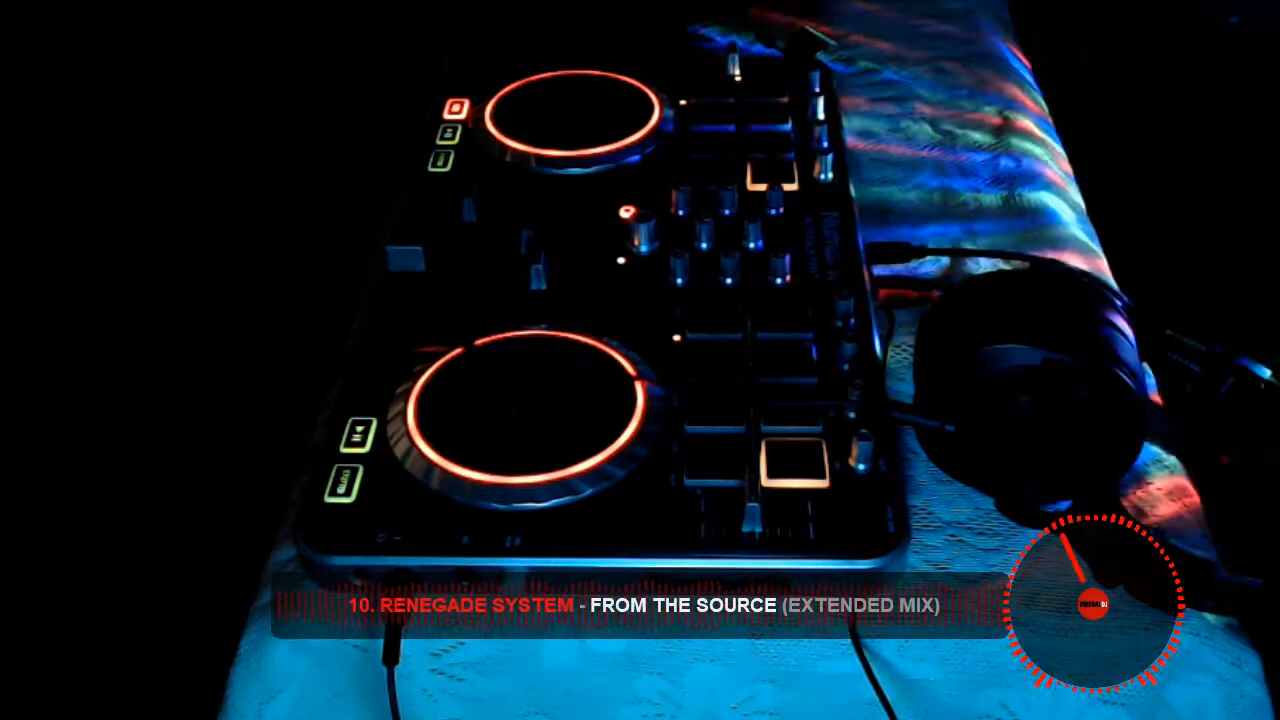 10. RENEGADE SYSTEM - FROM THE SOURCE (EXTENDED MIX)